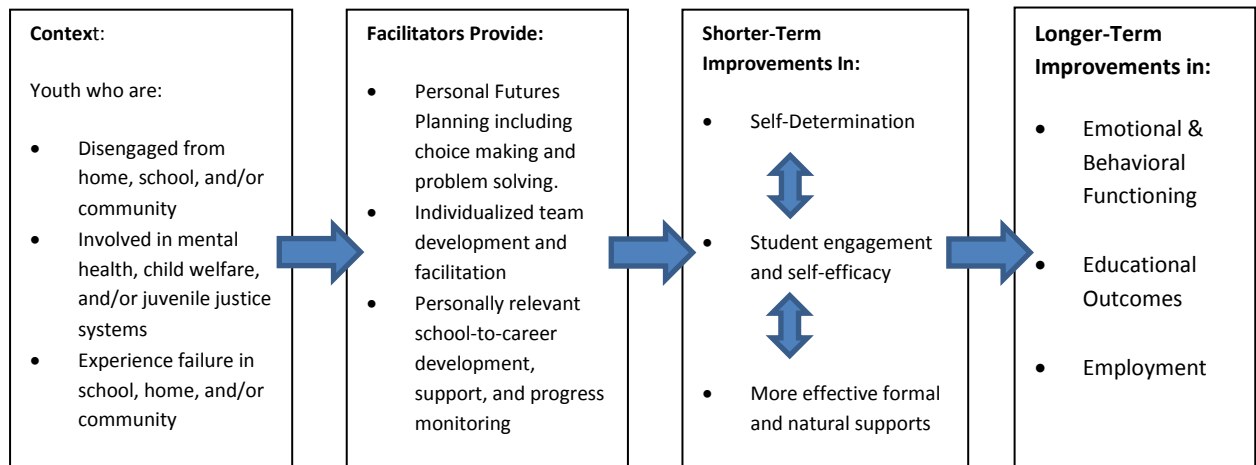 Context:
Youth who are:
• Disengaged from
home, school, and/or
community
• Involved in mental
health, child welfare,
and/or juvenile justice
systems
• Experience failure in
school, home, and/or
community
Facilitators Provide:
• Personal Futures
Planning including
choice making and
problem solving.
• Individualized team
development and
facilitation
• Personally relevant
school-to-career
development,
support, and progress
monitoring
Shorter-Term
Improvements In:
• Self-Determination
• Student engagement
and self-efficacy
• More effective formal
and natural supports
Longer-Term
Improvements in:
• Emotional &
Behavioral
Functioning
• Educational
Outcomes
• Employment